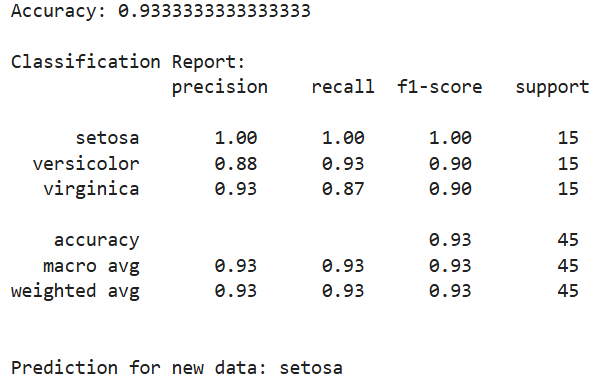 Accuracy: 0.9333333333333333
Classification Report:
precision recall f1-score support
setosa 1.00 1.00 1.00 15
versicolor 0.88 0.93 0.90 15
virginica 0.93 0.87 0.90 15
accuracy 0.93 45
macro avg 0.93 0.93 0.93 45
weighted avg 0.93 0.93 0.93 45
Prediction for new data: setosa